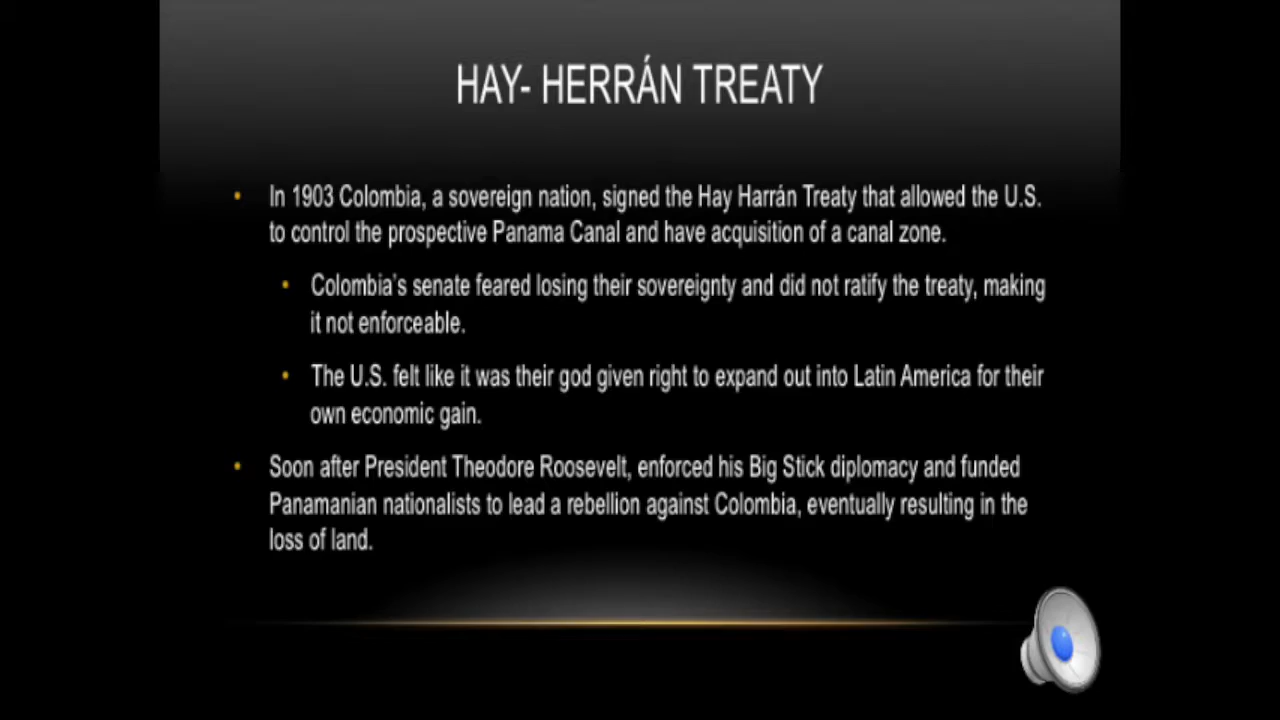 HAY- HERRÁN TREATY
• In 1903 Colombia, a sovereign nation, signed the Hay Harrán Treaty that allowed the U.S.
to control the prospective Panama Canal and have acquisition of a canal zone.
• Colombia's senate feared losing their sovereignty and did not ratify the treaty, making
it not enforceable.
• The U.S. felt like it was their god given right to expand out into Latin America for their
own economic gain.
• Soon after President Theodore Roosevelt, enforced his Big Stick diplomacy and funded
Panamanian nationalists to lead a rebellion against Colombia, eventually resulting in the
loss of land.